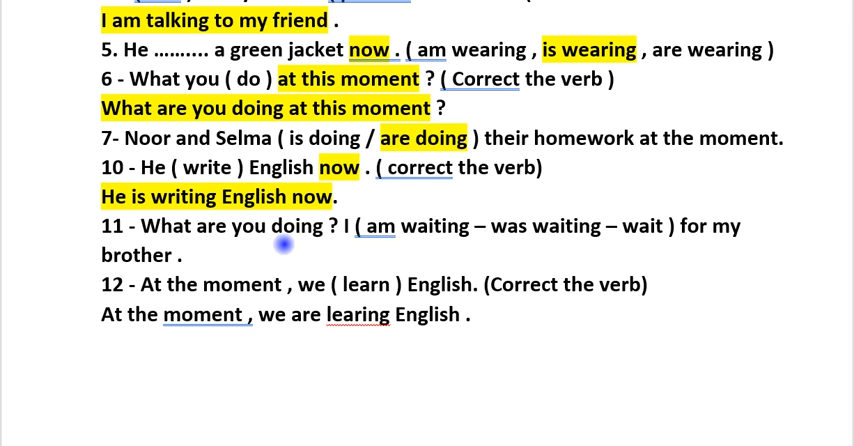 I am talking to my friend .
5. He .......... a green jacket now . ( am wearing , is wearing , are wearing )
6 - What you ( do ) at this moment ? ( Correct the verb )
What are you doing at this moment ?
7- Noor and Selma ( is doing / are doing ) their homework at the moment.
10 - He ( write ) English now . ( correct the verb)
He is writing English now.
11 - What are you doing ? I ( am waiting – was waiting – wait ) for my
brother .
12 - At the moment , we ( learn ) English. (Correct the verb)
At the moment , we are learing English .